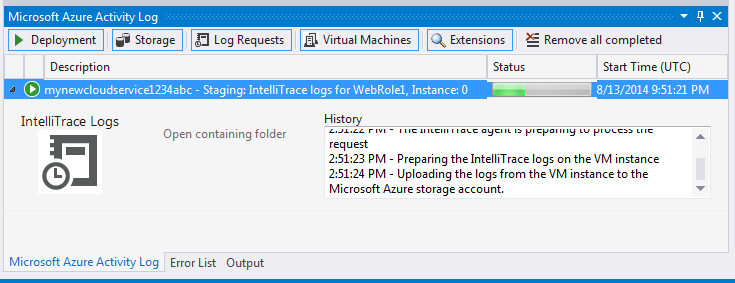 Microsoft Azure Activity Log
Deployment Storage Log Requests Virtual Machines Extensions Remove all completed
Description Status Start Time (UTC)
mynewcloudservice1234abc - Staging: IntelliTrace logs for WebRole1, Instance: 0 8/13/2014 9:51:21 PM
IntelliTrace Logs
Open containing folder
History
2:51:22 PM - The IntelliTrace agent is preparing to process the
request
2:51:23 PM - Preparing the IntelliTrace logs on the VM instance
2:51:24 PM - Uploading the logs from the VM instance to the
Microsoft Azure storage account.
Microsoft Azure Activity Log Error List Output